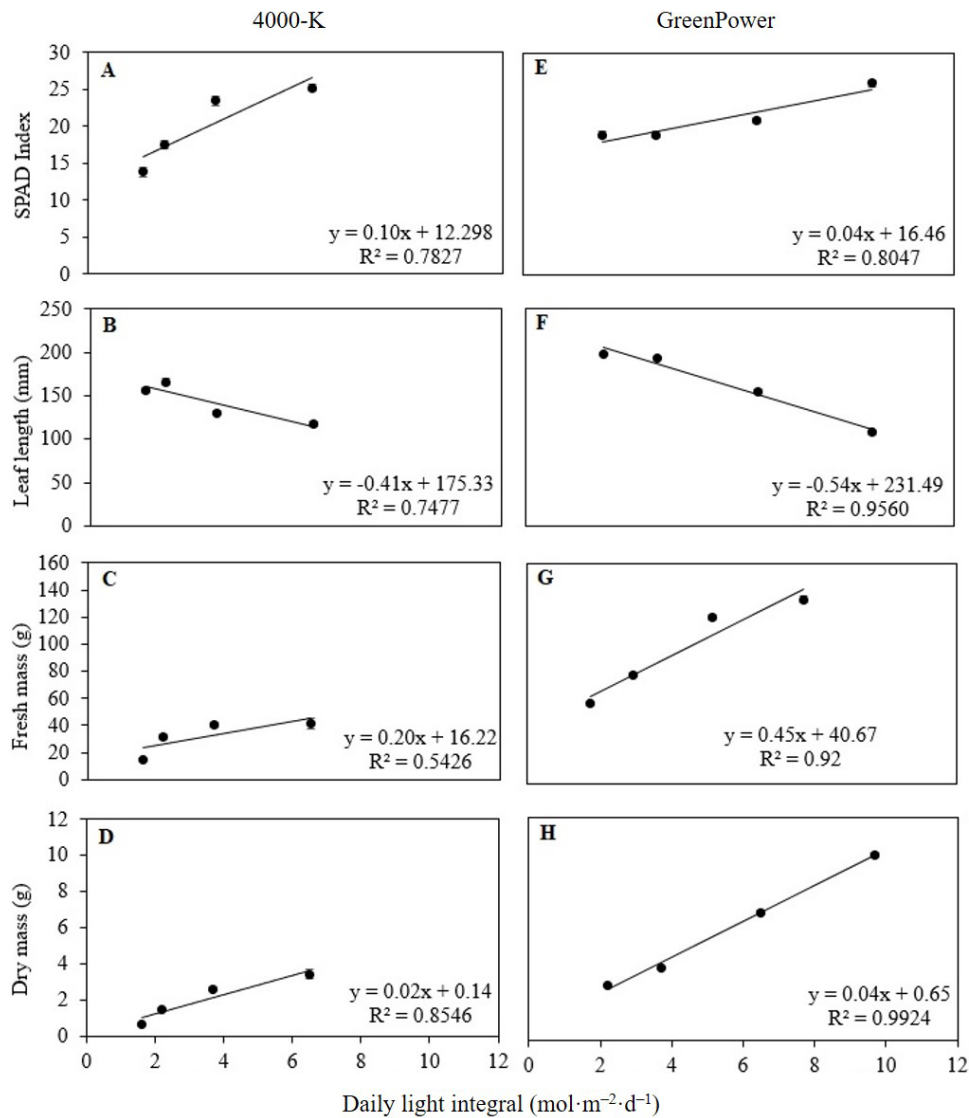 4000-K
GreenPower
A
30
25
20
15
10
5
0
SPAD Index
y = 0.10x + 12.298
R² = 0.7827
E
y = 0.04x + 16.46
R² = 0.8047
B
250
200
150
100
50
0
Leaf length (mm)
y = -0.41x + 175.33
R² = 0.7477
F
y = -0.54x + 231.49
R² = 0.9560
C
160
140
120
100
80
60
40
20
0
Fresh mass (g)
y = 0.20x + 16.22
R² = 0.5426
G
y = 0.45x + 40.67
R² = 0.92
D
12
10
8
6
4
2
0
Dry mass (g)
y = 0.02x + 0.14
R² = 0.8546
H
y = 0.04x + 0.65
R² = 0.9924
0 2 4 6 8 10 12
0 2 4 6 8 10 12
Daily light integral (mol·m⁻²·d⁻¹)